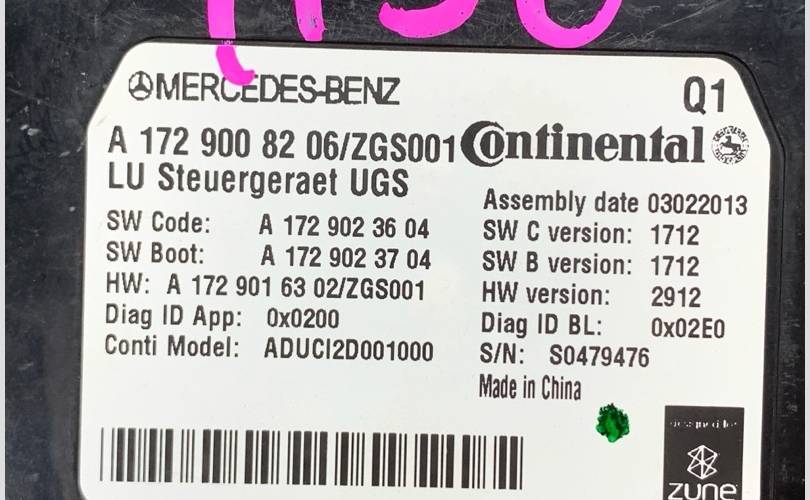 MERCEDES-BENZ
Q1
A 172 900 82 06/ZGS001
Continental
LU Steuergeraet UGS
Assembly date 03022013
SW Code: A 172 902 36 04
SW C version: 1712
SW Boot: A 172 902 37 04
SW B version: 1712
HW: A 172 901 63 02/ZGS001
HW version: 2912
Diag ID App: 0x0200
Diag ID BL: 0x02E0
Conti Model: ADUCI2D001000
S/N: S0479476
Made in China
designed for
zune